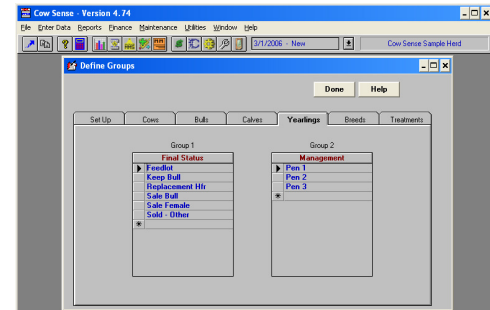 Cow Sense - Version 4.74
File Enter Data Reports Finance Maintenance Utilities Window Help
3/1/2006 - New Cow Sense Sample Herd
Define Groups
Done Help
Set Up Cows Bulls Calves Yearlings Breeds Treatments
Group 1 Group 2
Final Status Management
Feedlot Pen 1
Keep Bull Pen 2
Replacement Hfr Pen 3
Sale Bull
Sale Female
Sold - Other